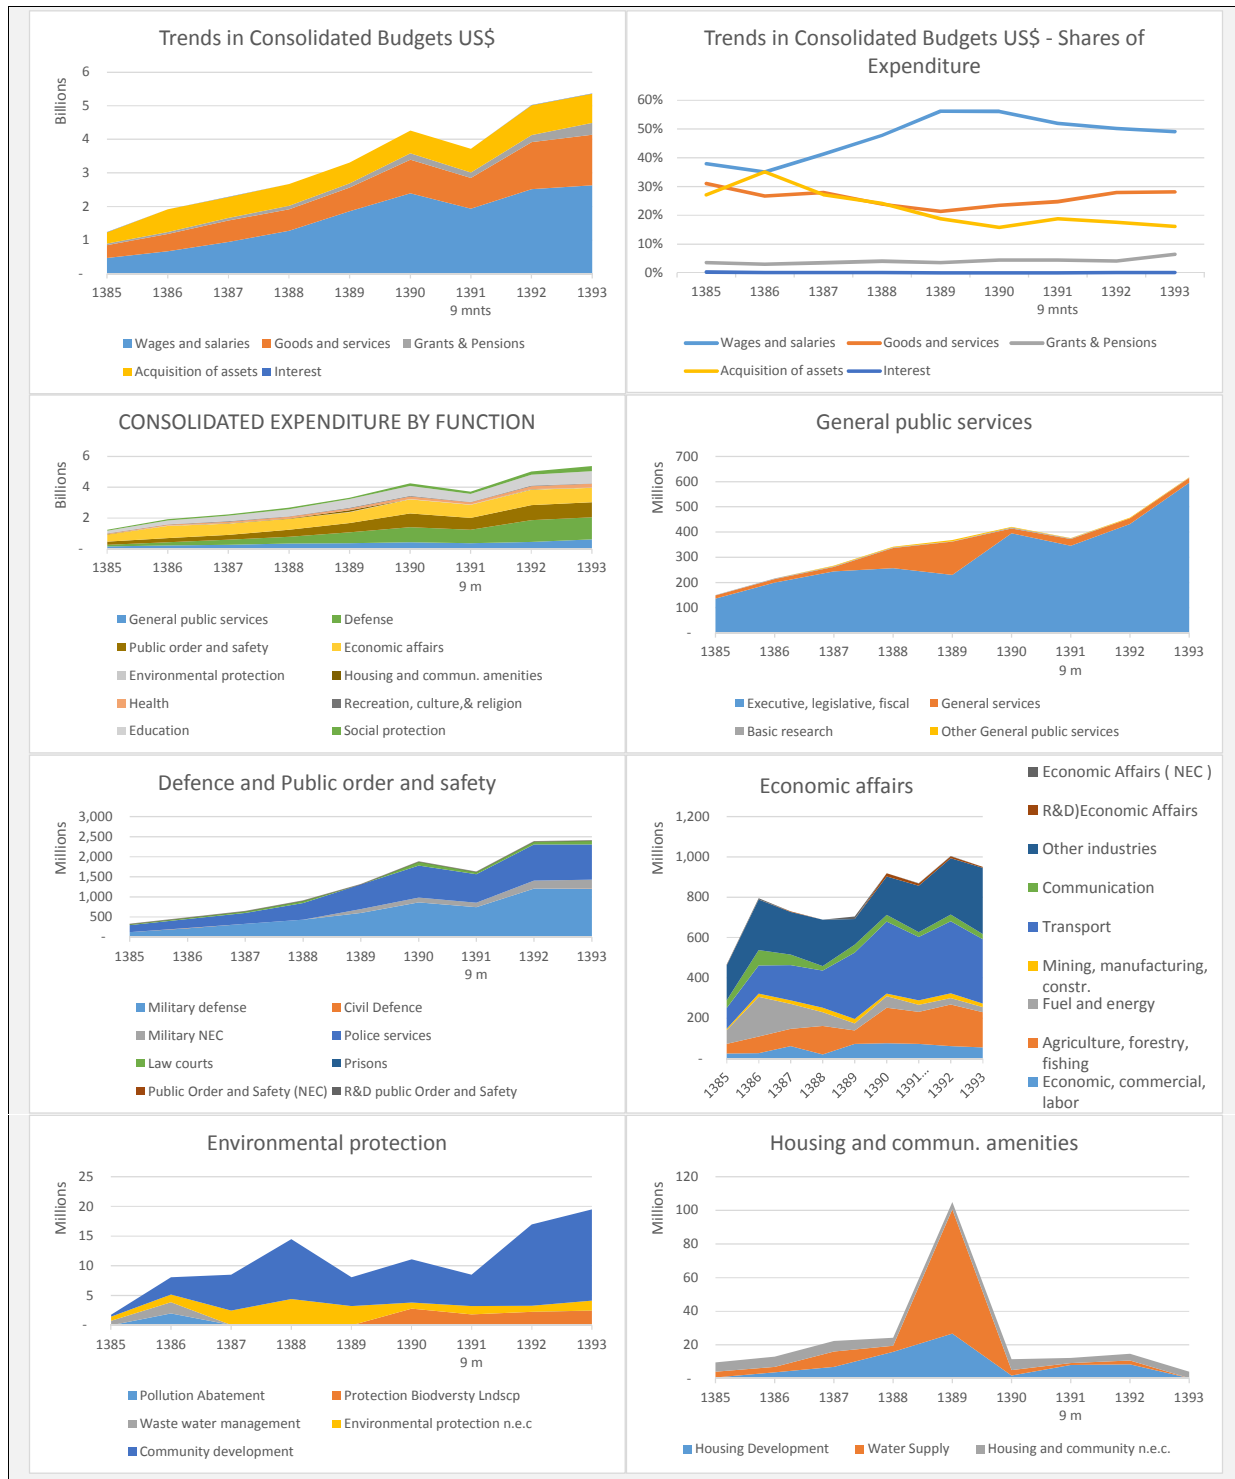 Trends in Consolidated Budgets US$
Billions
6
5
4
3
2
1
-
1385 1386 1387 1388 1389 1390 1391 1392 1393
9 mnts
Wages and salaries Goods and services Grants & Pensions
Acquisition of assets Interest
Trends in Consolidated Budgets US$ - Shares of
Expenditure
60%
50%
40%
30%
20%
10%
0%
1385 1386 1387 1388 1389 1390 1391 1392 1393
9 mnts
Wages and salaries Goods and services Grants & Pensions
Acquisition of assets Interest
CONSOLIDATED EXPENDITURE BY FUNCTION
Billions
6
4
2
-
1385 1386 1387 1388 1389 1390 1391 1392 1393
9 m
General public services Defense
Public order and safety Economic affairs
Environmental protection Housing and commun. amenities
Health Recreation, culture,& religion
Education Social protection
General public services
Millions
700
600
500
400
300
200
100
-
1385 1386 1387 1388 1389 1390 1391 1392 1393
9 m
Executive, legislative, fiscal General services
Basic research Other General public services
Defence and Public order and safety
Millions
3,000
2,500
2,000
1,500
1,000
500
-
1385 1386 1387 1388 1389 1390 1391 1392 1393
9 m
Military defense Civil Defence
Military NEC Police services
Law courts Prisons
Public Order and Safety (NEC) R&D public Order and Safety
Economic affairs
Millions
1,200
1,000
800
600
400
200
-
1385 1386 1387 1388 1389 1390 1391... 1392 1393
Economic Affairs ( NEC )
R&D)Economic Affairs
Other industries
Communication
Transport
Mining, manufacturing,
constr.
Fuel and energy
Agriculture, forestry,
fishing
Economic, commercial,
labor
Environmental protection
Millions
25
20
15
10
5
-
1385 1386 1387 1388 1389 1390 1391 1392 1393
9 m
Pollution Abatement Protection Biodversty Lndscp
Waste water management Environmental protection n.e.c
Community development
Housing and commun. amenities
Millions
120
100
80
60
40
20
-
1385 1386 1387 1388 1389 1390 1391 1392 1393
9 m
Housing Development Water Supply Housing and community n.e.c.